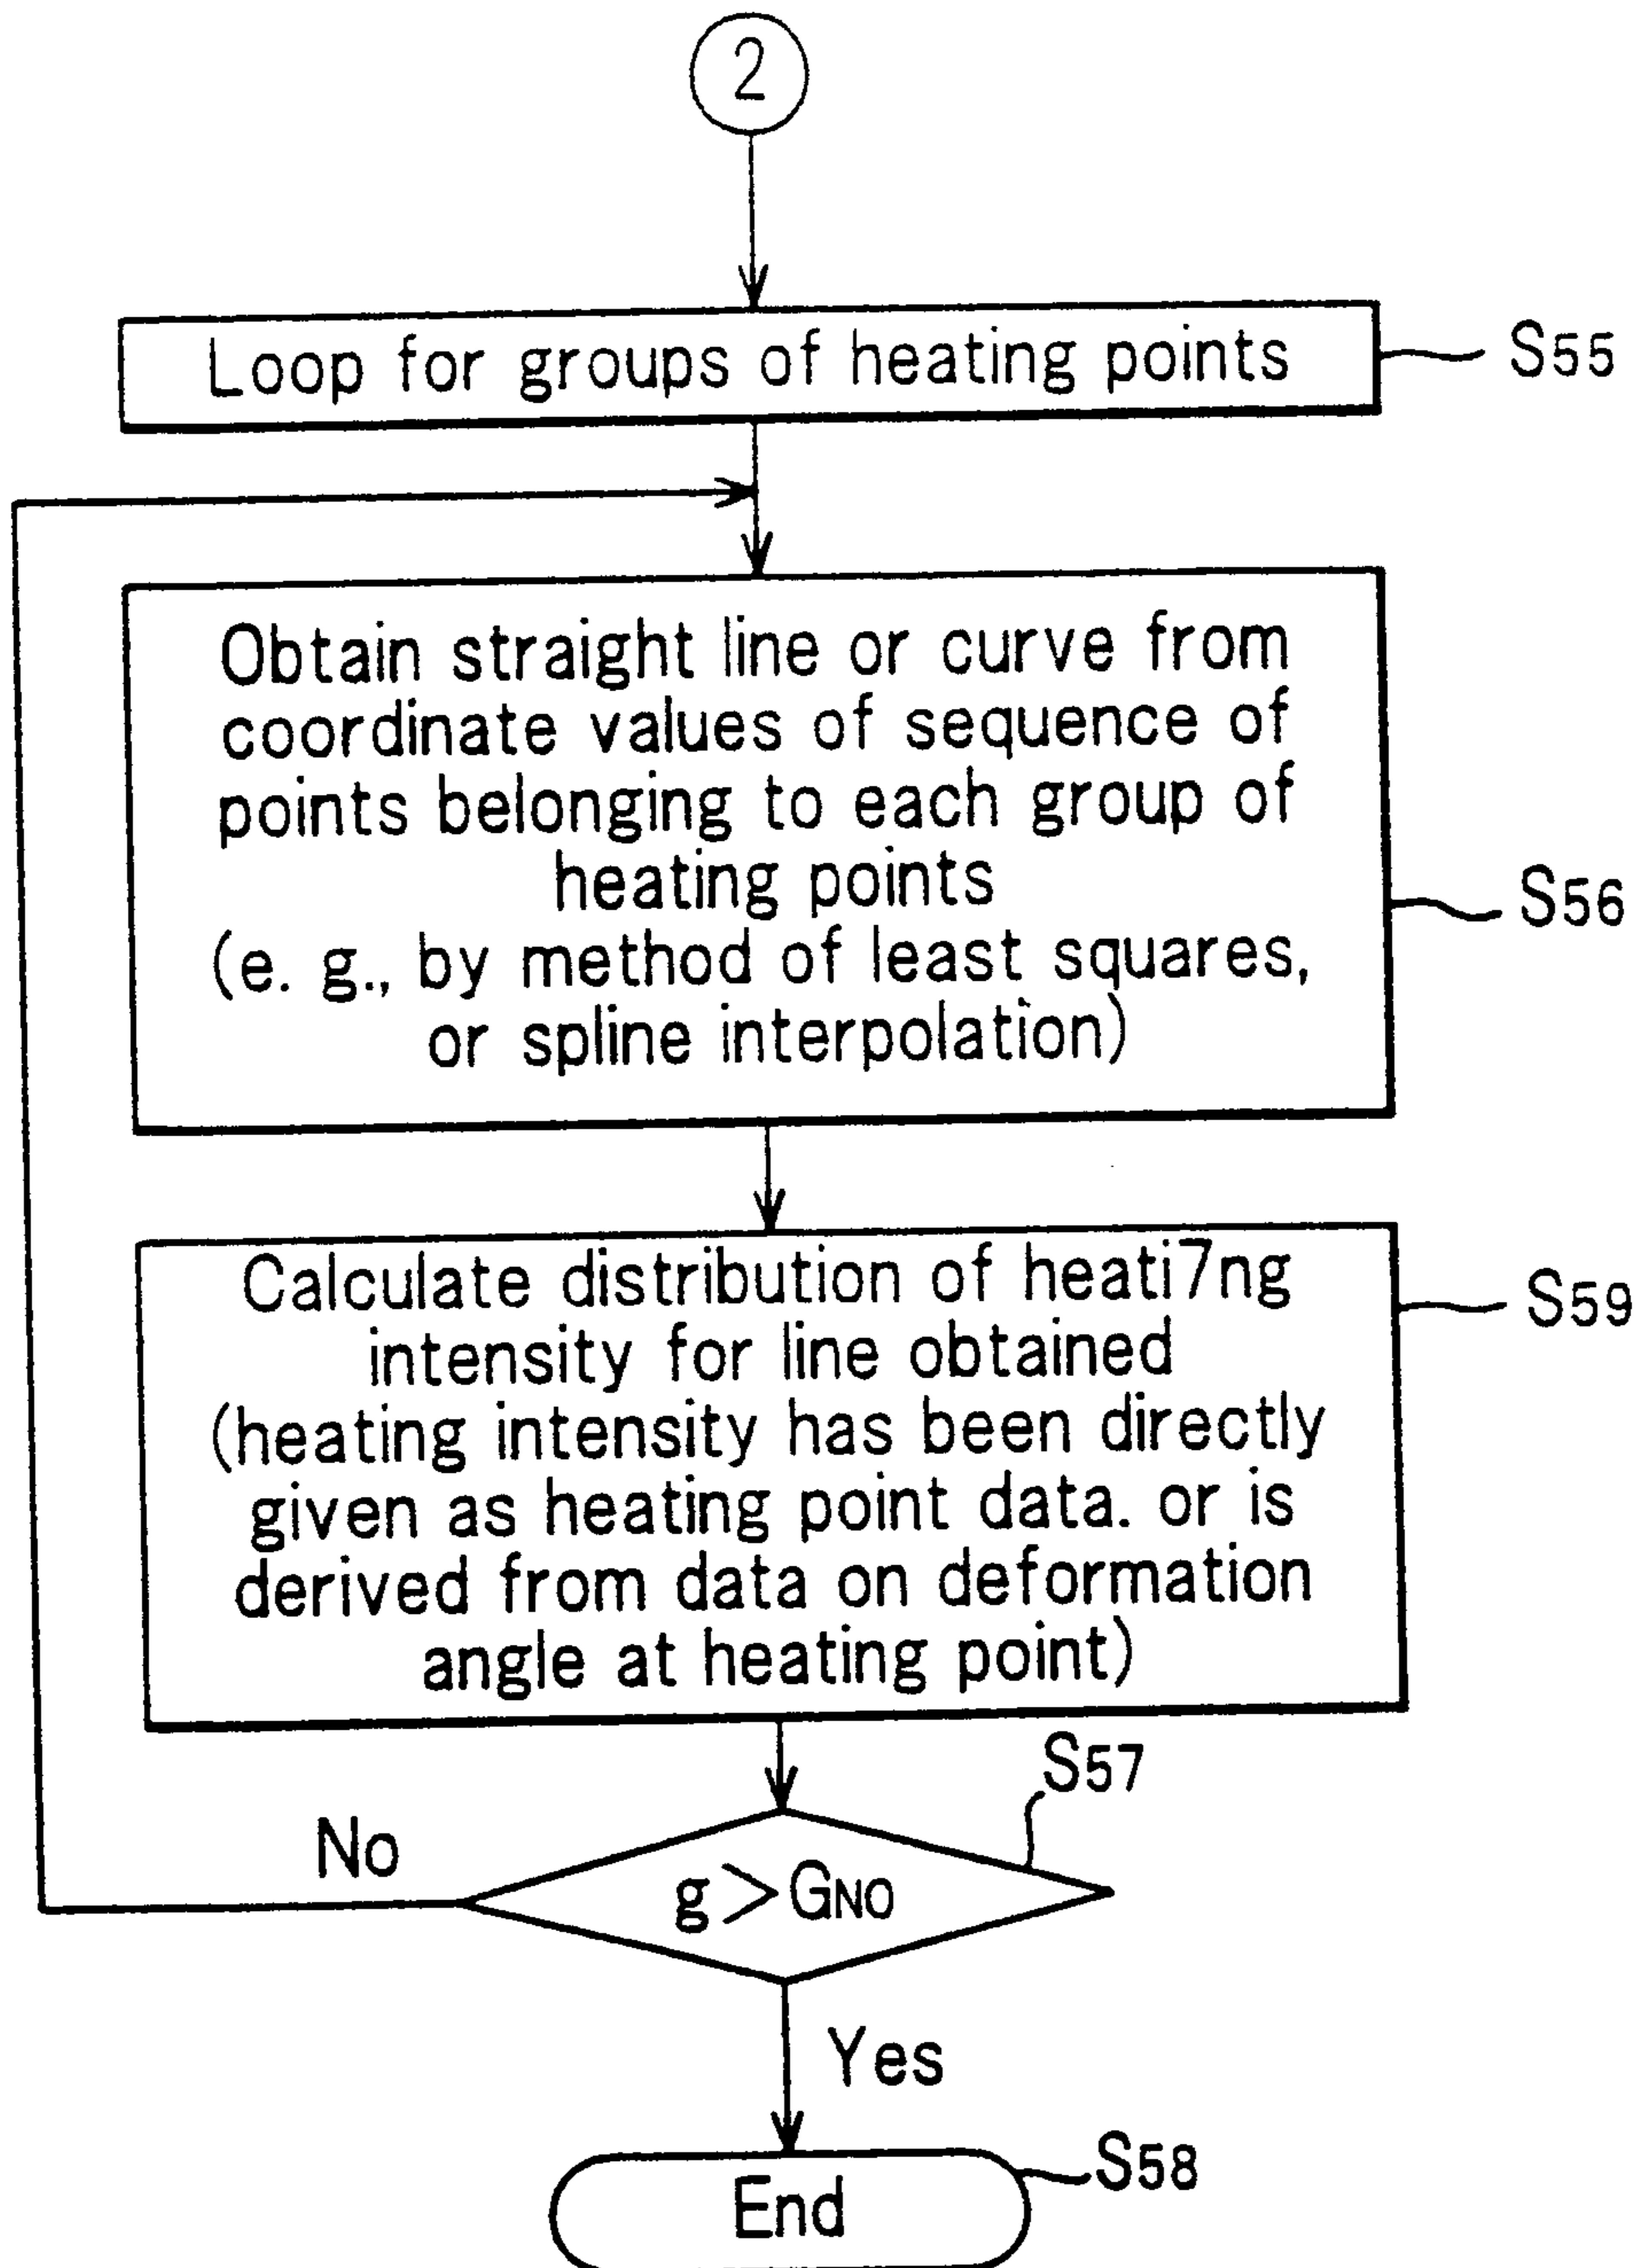 2
Loop for groups of heating points
S55
Obtain straight line or curve from
coordinate values of sequence of
points belonging to each group of
heating points
S56
(e. g., by method of least squares,
or spline interpolation)
Calculate distribution of heati7ng
S59
intensity for line obtained
(heating intensity has been directly
given as heating point data. or is
derived from data on deformation
angle at heating point)
S57
No
g>GNO
Yes
S58
End